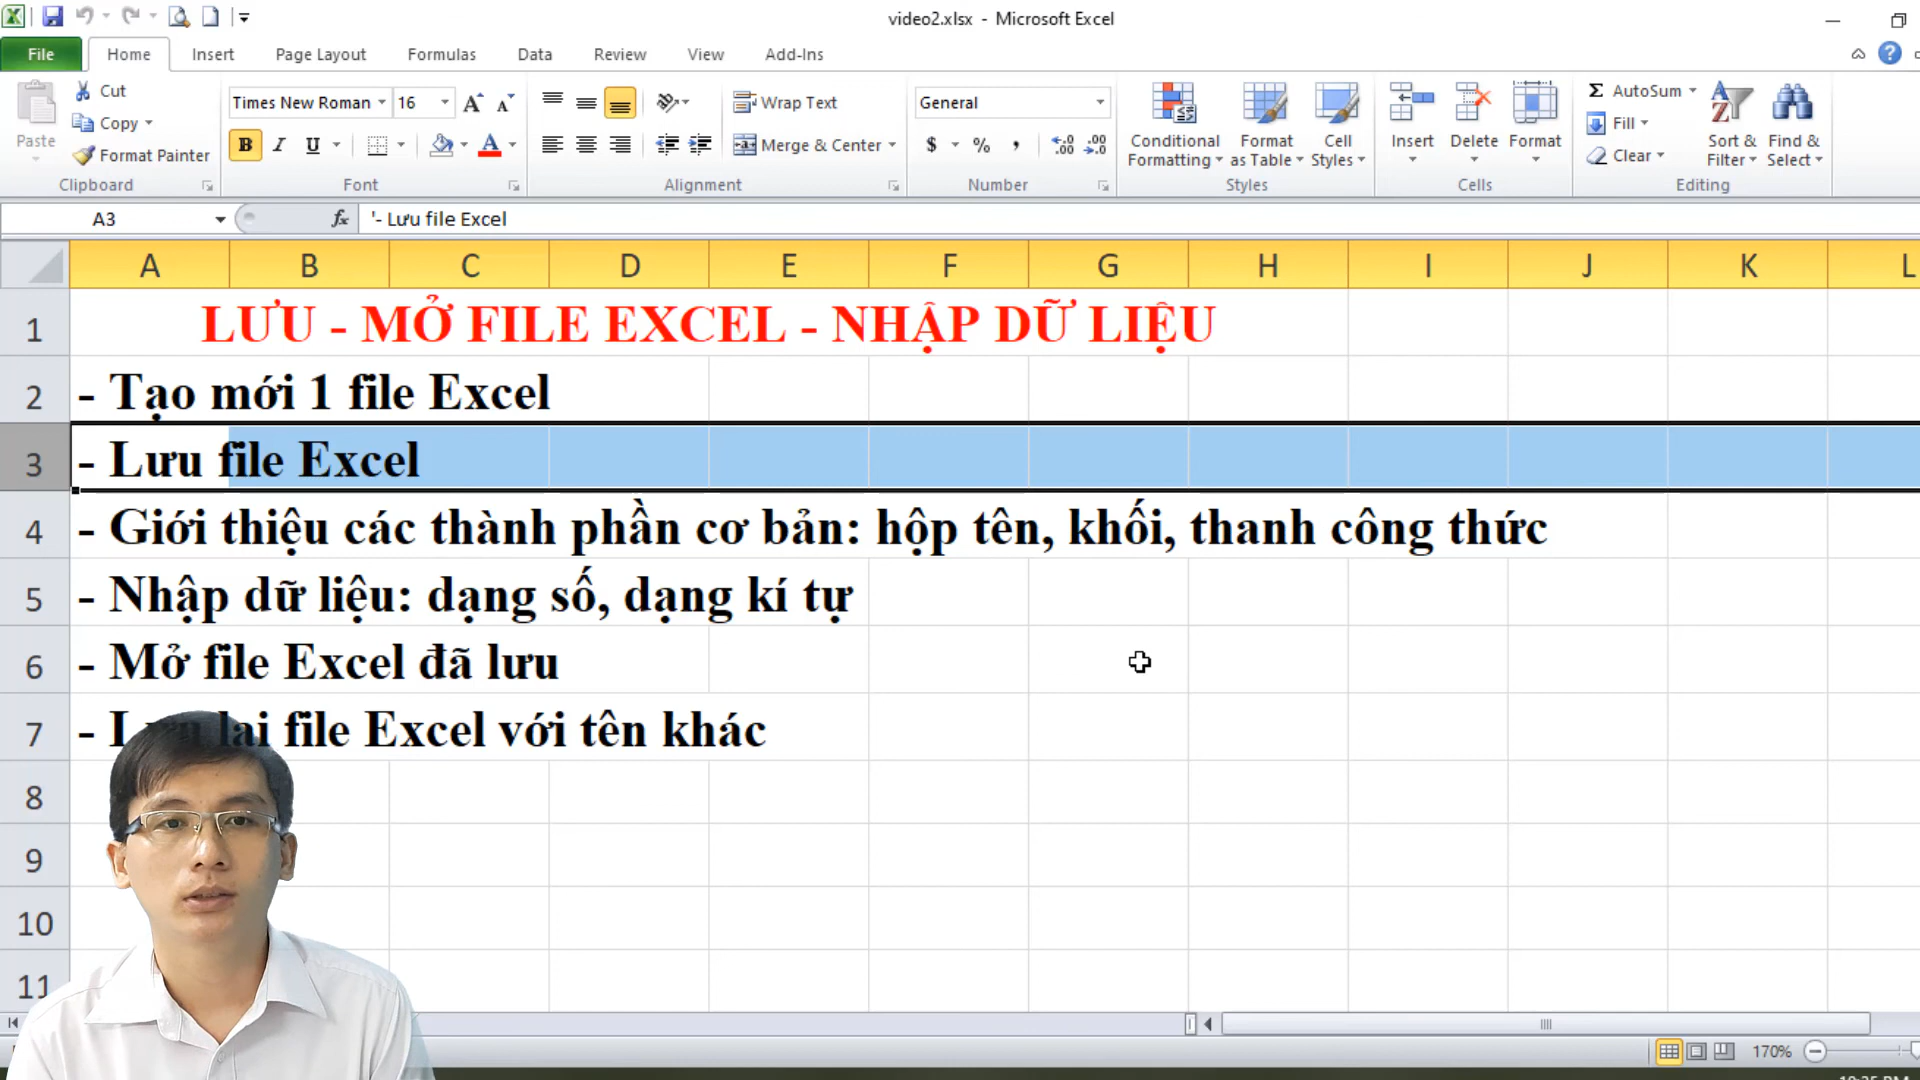 video2.xlsx - Microsoft Excel
File Home Insert Page Layout Formulas Data Review View Add-Ins
Paste
Cut
Copy
Format Painter
Clipboard
Times New Roman 16
B I U A
Font
Wrap Text
Merge & Center
Alignment
General
$ % ,
Number
Conditional Formatting
Format as Table
Cell Styles
Styles
Insert Delete Format
Cells
Σ AutoSum
Fill
Clear
Sort & Filter
Find & Select
Editing
A3 fx '- Lưu file Excel
A B C D E F G H I J K L
1 LƯU - MỞ FILE EXCEL - NHẬP DỮ LIỆU
2 - Tạo mới 1 file Excel
3 - Lưu file Excel
4 - Giới thiệu các thành phần cơ bản: hộp tên, khối, thanh công thức
5 - Nhập dữ liệu: dạng số, dạng kí tự
6 - Mở file Excel đã lưu
7 - Lưu lại file Excel với tên khác
8
9
10
11
170%